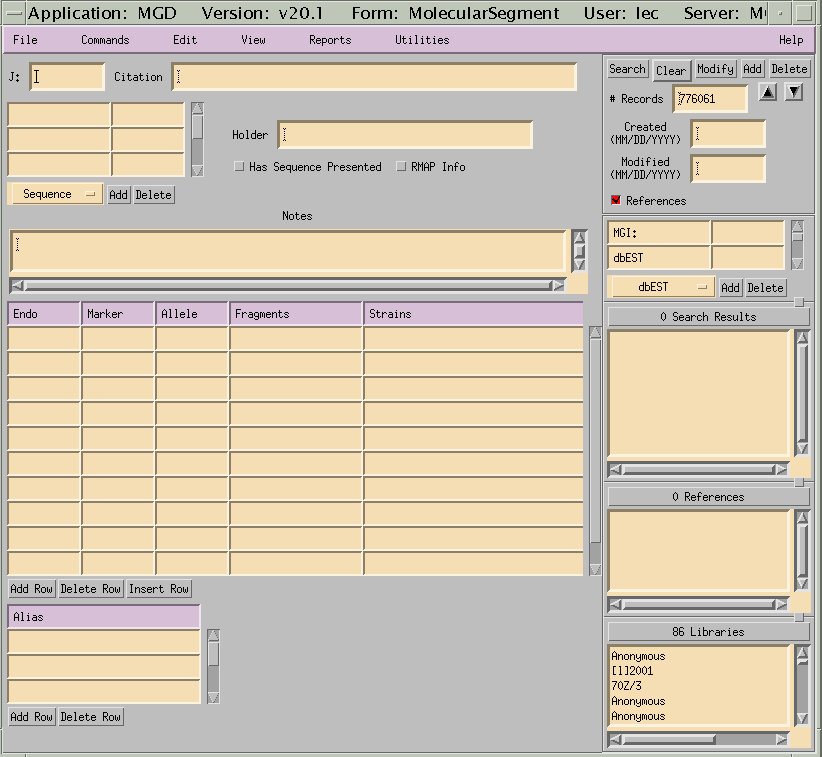 Application: MGD Version: v20.1 Form: MolecularSegment User: lec Server:
File Commands Edit View Reports Utilities Help
J: Citation
Holder
Has Sequence Presented RMAP Info
Sequence Add Delete
Notes
Endo Marker Allele Fragments Strains
Add Row Delete Row Insert Row
Alias
Add Row Delete Row
Search Clear Modify Add Delete
# Records 776061
Created
(MM/DD/YYYY)
Modified
(MM/DD/YYYY)
References
MGI:
dbEST
dbEST Add Delete
0 Search Results
0 References
86 Libraries
Anonymous
[1]2001
70Z/3
Anonymous
Anonymous